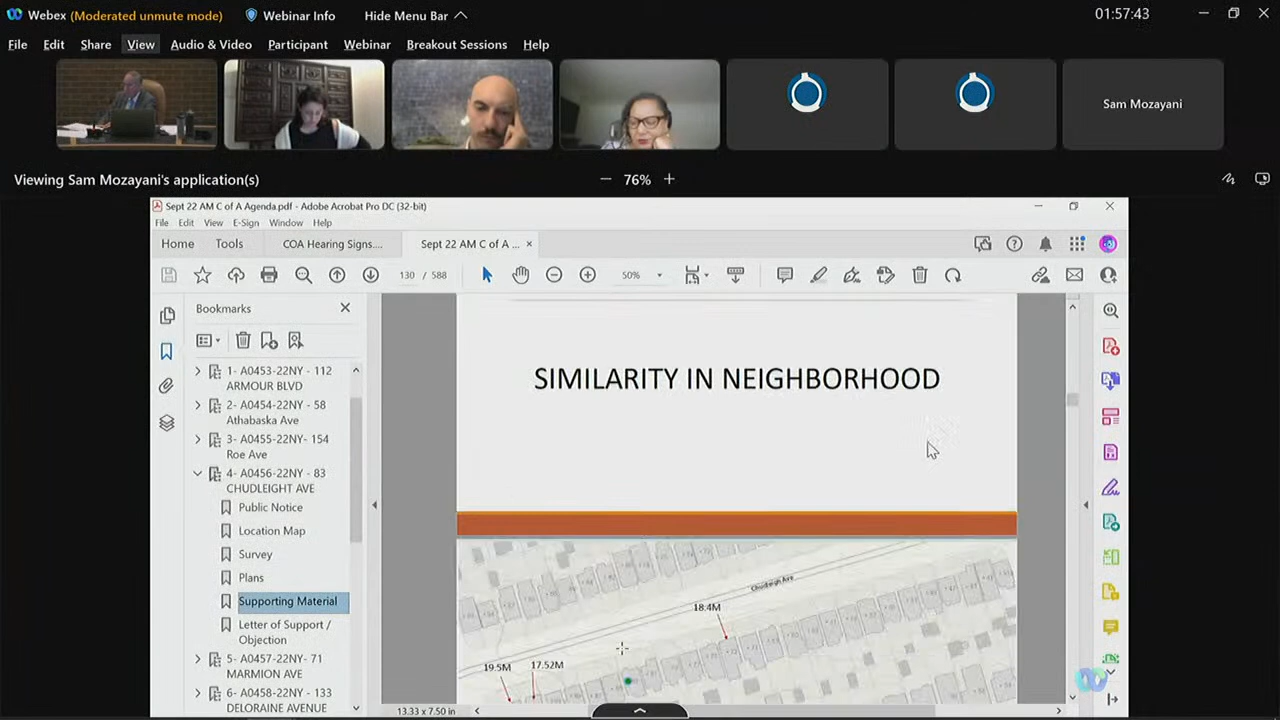 Webex (Moderated unmute mode) Webinar Info Hide Menu Bar 01:57:43
File Edit Share View Audio & Video Participant Webinar Breakout Sessions Help
Sam Mozayani
Viewing Sam Mozayani's application(s) 76%
Sept 22 AM C of A Agenda.pdf - Adobe Acrobat Pro DC (32-bit)
File Edit View E-Sign Window Help
Home Tools COA Hearing Signs.... Sept 22 AM C of A ... ×
130 / 588 50%
Bookmarks
1- A0453-22NY - 112
ARMOUR BLVD
2- A0454-22NY - 58
Athabaska Ave
3- A0455-22NY- 154
Roe Ave
4- A0456-22NY - 83
CHUDLEIGHT AVE
Public Notice
Location Map
Survey
Plans
Supporting Material
Letter of Support /
Objection
5- A0457-22NY- 71
MARMION AVE
6- A0458-22NY - 133
DELORAINE AVENUE
SIMILARITY IN NEIGHBORHOOD
Chudleigh Ave
18.4M
19.5M 17.52M
13.33 x 7.50 in